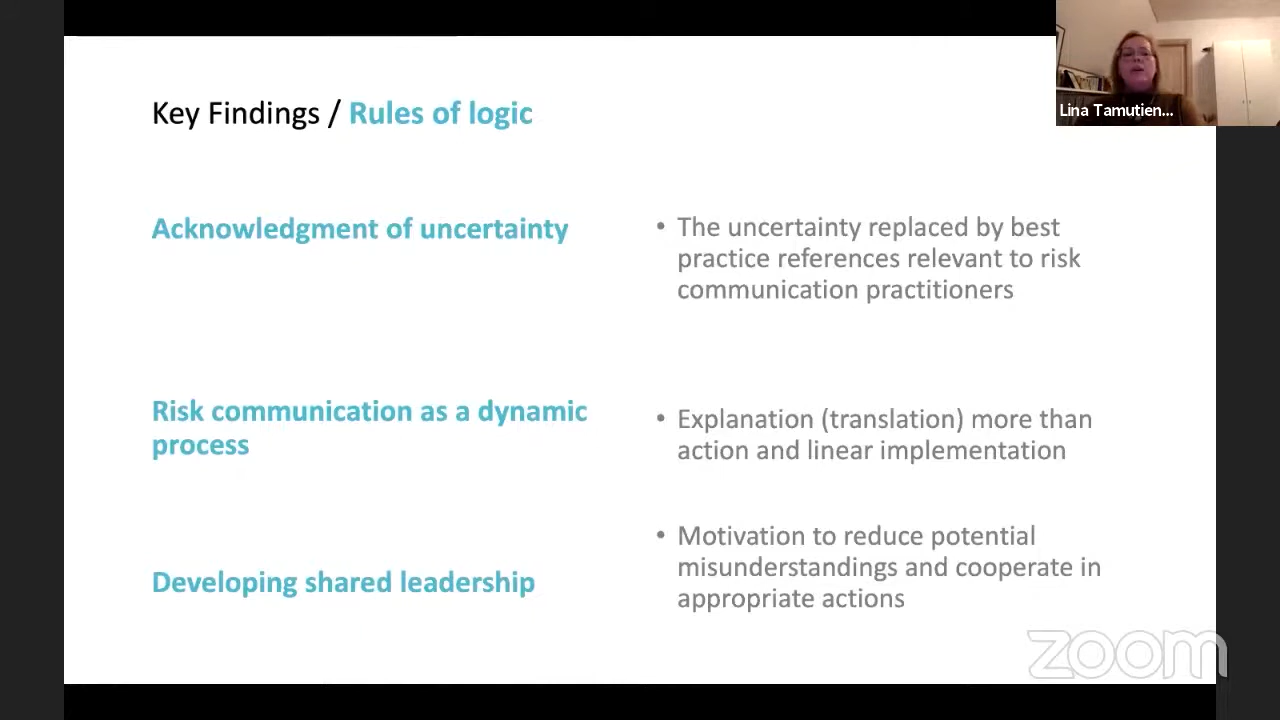 Key Findings / Rules of logic
Lina Tamutien...
Acknowledgment of uncertainty
• The uncertainty replaced by best
practice references relevant to risk
communication practitioners
Risk communication as a dynamic
process
• Explanation (translation) more than
action and linear implementation
Developing shared leadership
• Motivation to reduce potential
misunderstandings and cooperate in
appropriate actions
zoom